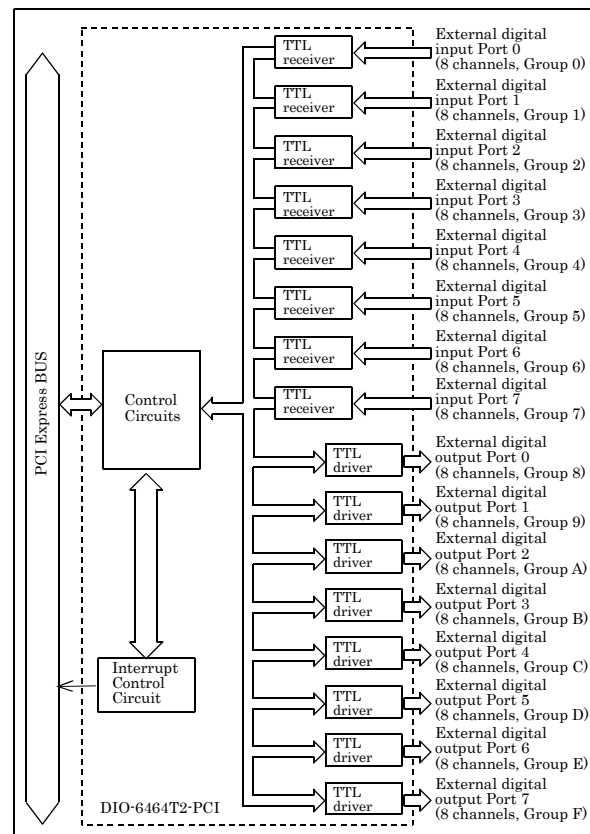 TTL
receiver
External digital
input Port 0
(8 channels, Group 0)
TTL
receiver
External digital
input Port 1
(8 channels, Group 1)
TTL
receiver
External digital
input Port 2
(8 channels, Group 2)
TTL
receiver
External digital
input Port 3
(8 channels, Group 3)
TTL
receiver
External digital
input Port 4
(8 channels, Group 4)
TTL
receiver
External digital
input Port 5
(8 channels, Group 5)
TTL
receiver
External digital
input Port 6
(8 channels, Group 6)
TTL
receiver
External digital
input Port 7
(8 channels, Group 7)
PCI Express BUS
Control
Circuits
TTL
driver
External digital
output Port 0
(8 channels, Group 8)
TTL
driver
External digital
output Port 1
(8 channels, Group 9)
TTL
driver
External digital
output Port 2
(8 channels, Group A)
TTL
driver
External digital
output Port 3
(8 channels, Group B)
TTL
driver
External digital
output Port 4
(8 channels, Group C)
Interrupt
Control
Circuit
TTL
driver
External digital
output Port 5
(8 channels, Group D)
TTL
driver
External digital
output Port 6
(8 channels, Group E)
TTL
driver
External digital
output Port 7
(8 channels, Group F)
DIO-6464T2-PCI